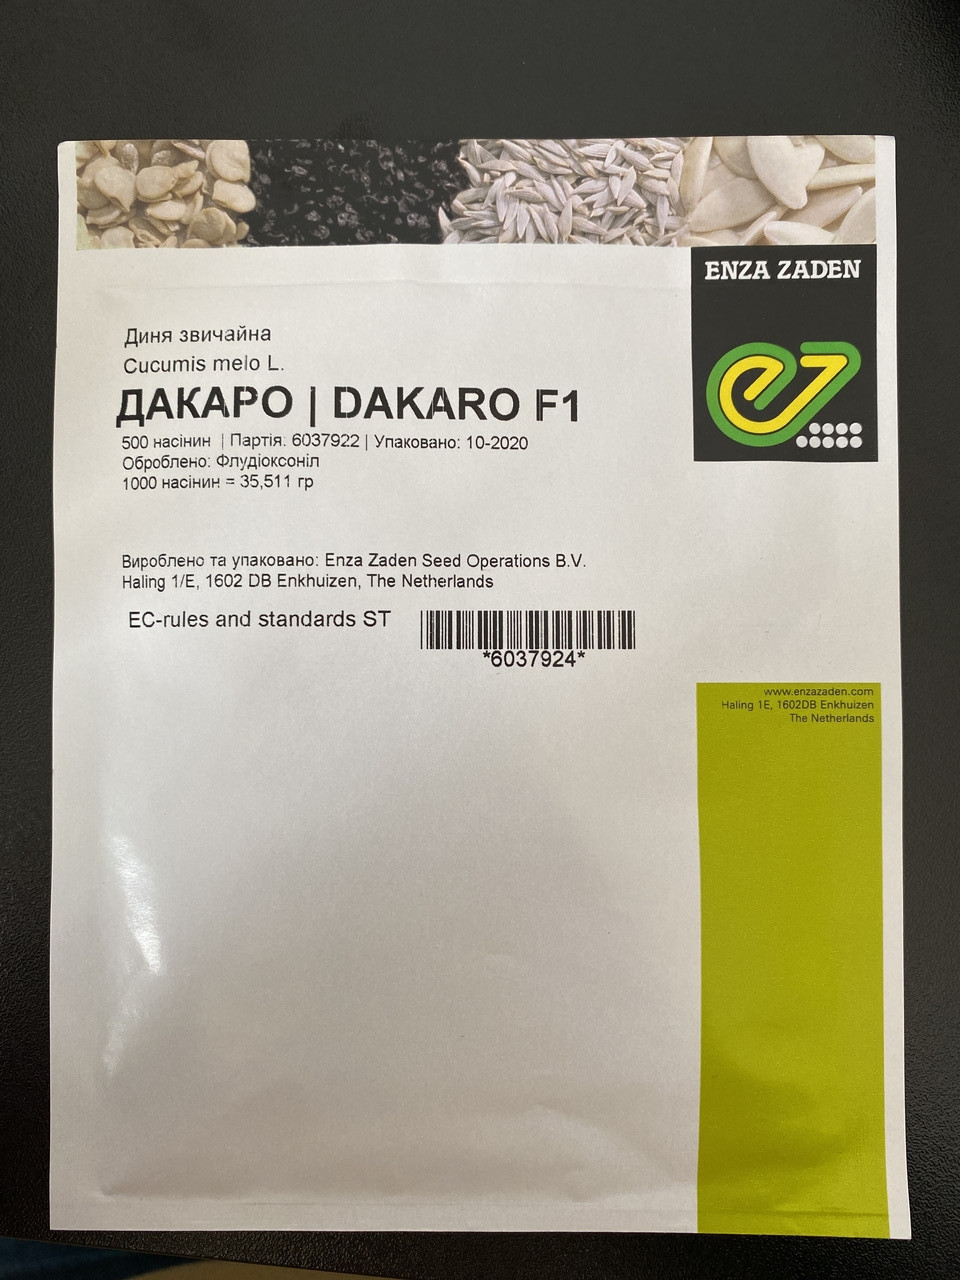 ENZA ZADEN
Диня звичайна
Cucumis melo L.
ДАКАРО | DAKARO F1
500 насінин | Партія: 6037922 | Упаковано: 10-2020
Оброблено: Флудіоксоніл
1000 насінин = 35,511 гр
Вироблено та упаковано: Enza Zaden Seed Operations B.V.
Haling 1/E, 1602 DB Enkhuizen, The Netherlands
EC-rules and standards ST
*6037924*
www.enzazaden.com
Haling 1E, 1602DB Enkhuizen
The Netherlands